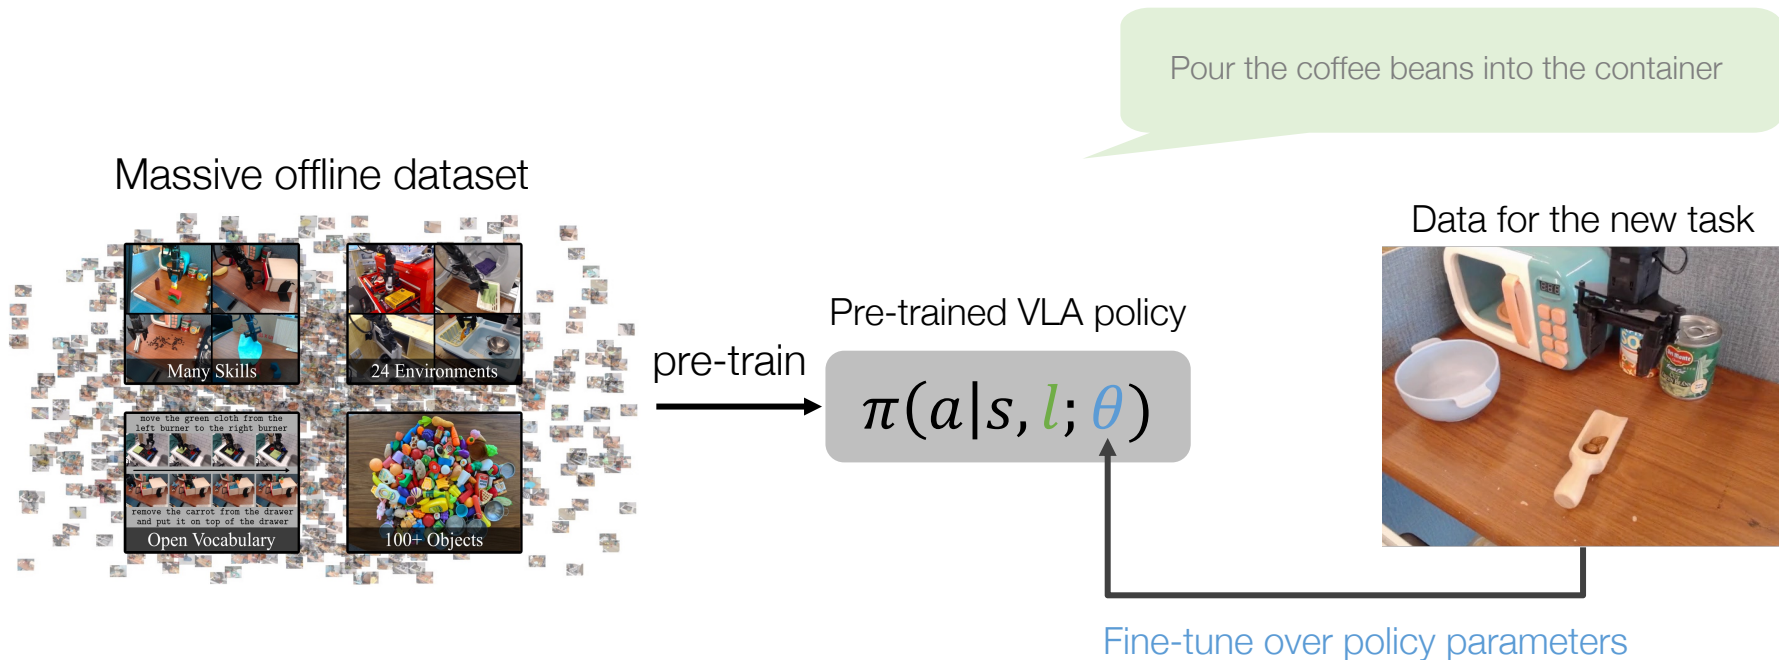 Pour the coffee beans into the container
Massive offline dataset
Many Skills
24 Environments
move the green cloth from the
left burner to the right burner
remove the carrot from the drawer
and put it on top of the drawer
Open Vocabulary
100+ Objects
pre-train
Pre-trained VLA policy
π(a|s, l; θ)
Data for the new task
Del Monte
Fine-tune over policy parameters